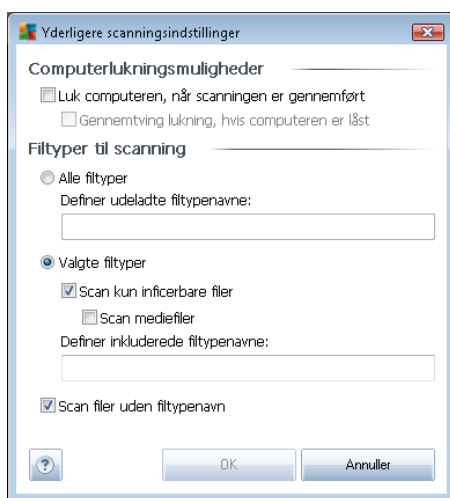 Yderligere scanningsindstillinger
Computerlukningsmuligheder
Luk computeren, når scanningen er gennemført
Gennemtving lukning, hvis computeren er låst
Filtyper til scanning
Alle filtyper
Definer udeladte filtypenavne:
Valgte filtyper
Scan kun inficerbare filer
Scan mediefiler
Definer inkluderede filtypenavne:
Scan filer uden filtypenavn
?
OK
Annuller